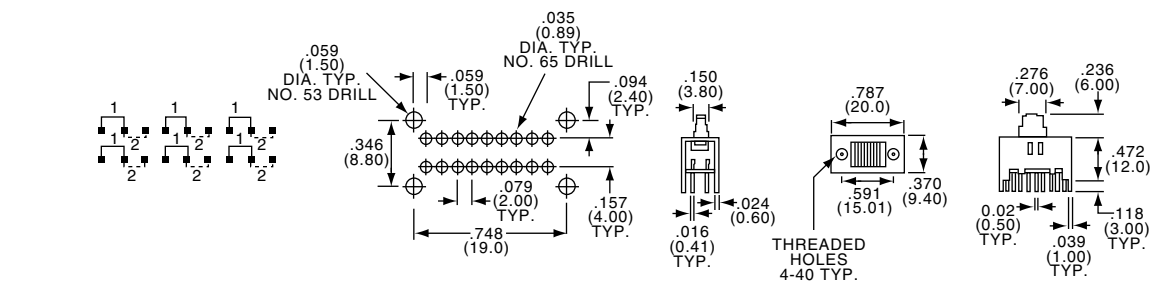 1 1 1
1 2 1 2 1 2
2 2 2
.059
(1.50)
DIA. TYP.
NO. 53 DRILL
.059
(1.50)
TYP.
.035
(0.89)
DIA. TYP.
NO. 65 DRILL
.094
(2.40)
TYP.
.346
(8.80)
.079
(2.00)
TYP.
.157
(4.00)
TYP.
.748
(19.0)
.150
(3.80)
.024
(0.60)
.016
(0.41)
TYP.
.787
(20.0)
.370
(9.40)
.591
(15.01)
THREADED
HOLES
4-40 TYP.
.276
(7.00)
.236
(6.00)
.472
(12.0)
0.02
(0.50)
TYP.
.118
(3.00)
TYP.
.039
(1.00)
TYP.